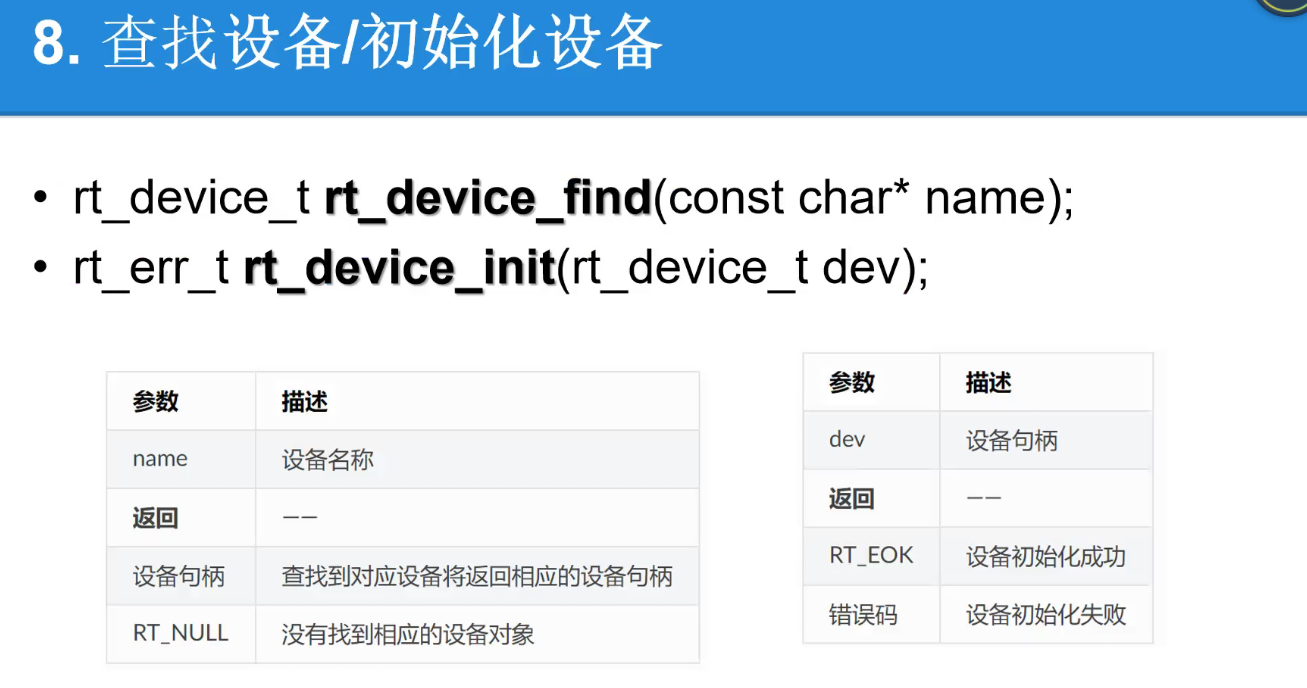 8. 查找设备/初始化设备
• rt_device_t rt_device_find(const char* name);
• rt_err_t rt_device_init(rt_device_t dev);
参数 描述
name 设备名称
返回 ——
设备句柄 查找到对应设备将返回相应的设备句柄
RT_NULL 没有找到相应的设备对象
参数 描述
dev 设备句柄
返回 ——
RT_EOK 设备初始化成功
错误码 设备初始化失败